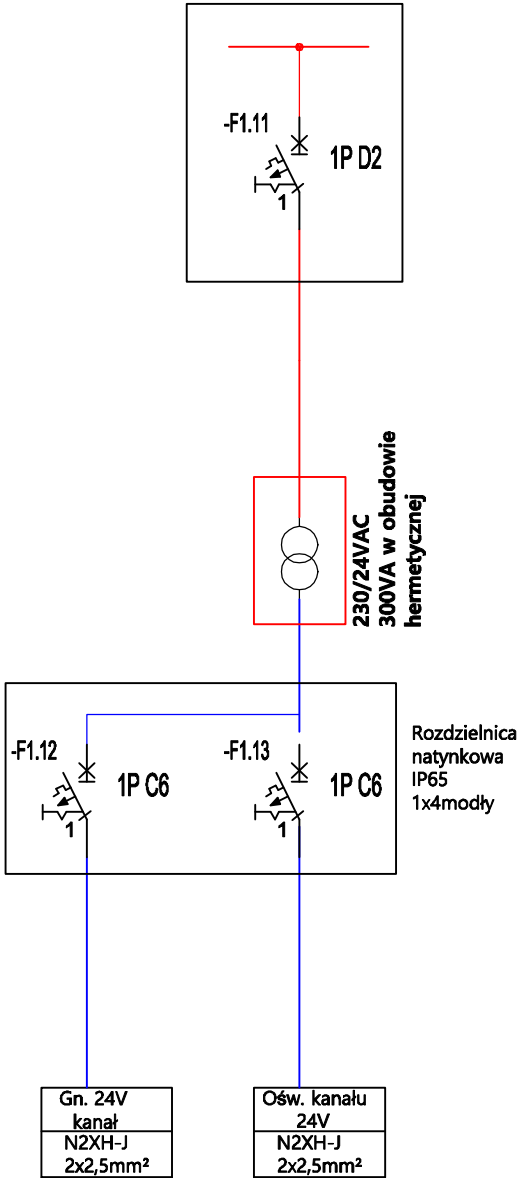 -F1.11
1P D2
1
230/24VAC
300VA w obudowie
hermetycznej
-F1.12
1P C6
1
-F1.13
1P C6
1
Rozdzielnica
natynkowa
IP65
1x4modły
Gn. 24V
kanał
N2XH-J
2x2,5mm²
Ośw. kanału
24V
N2XH-J
2x2,5mm²